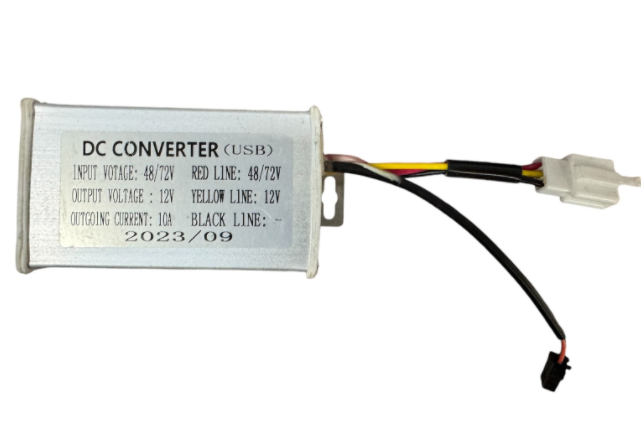 DC CONVERTER (USB)
INPUT VOTAGE: 48/72V RED LINE: 48/72V
OUTPUT VOLTAGE : 12V YELLOW LINE: 12V
OUTGOING CURRENT: 10A BLACK LINE: -
2023/09